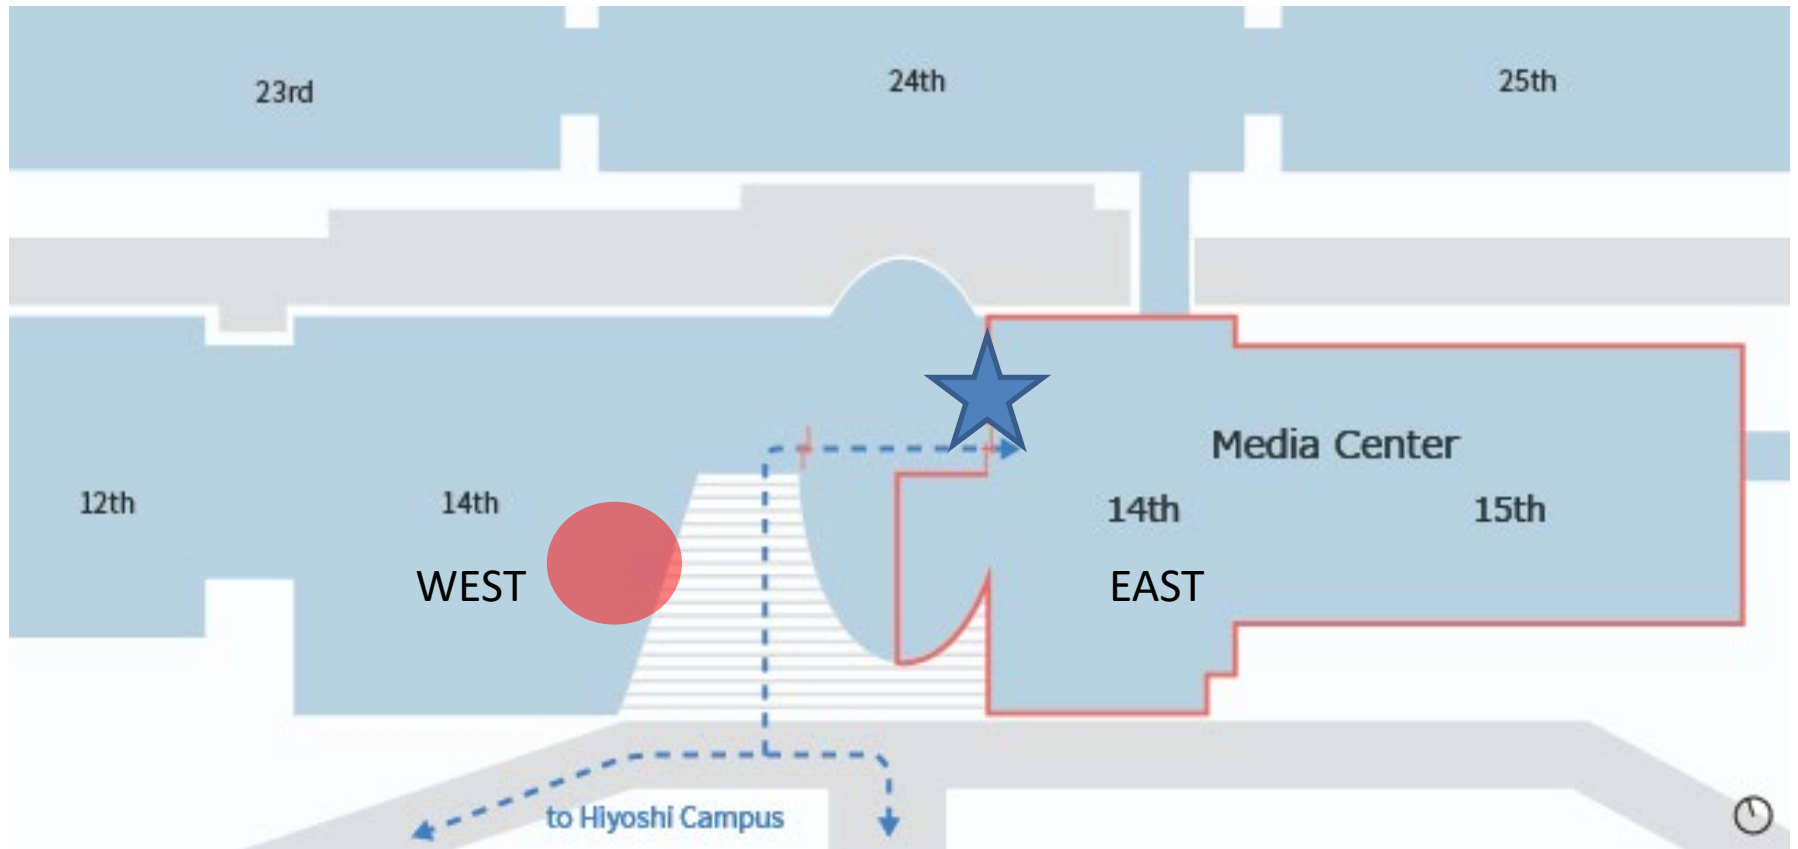 23rd
24th
25th
Media Center
12th
14th
14th
15th
WEST
EAST
to Hiyoshi Campus